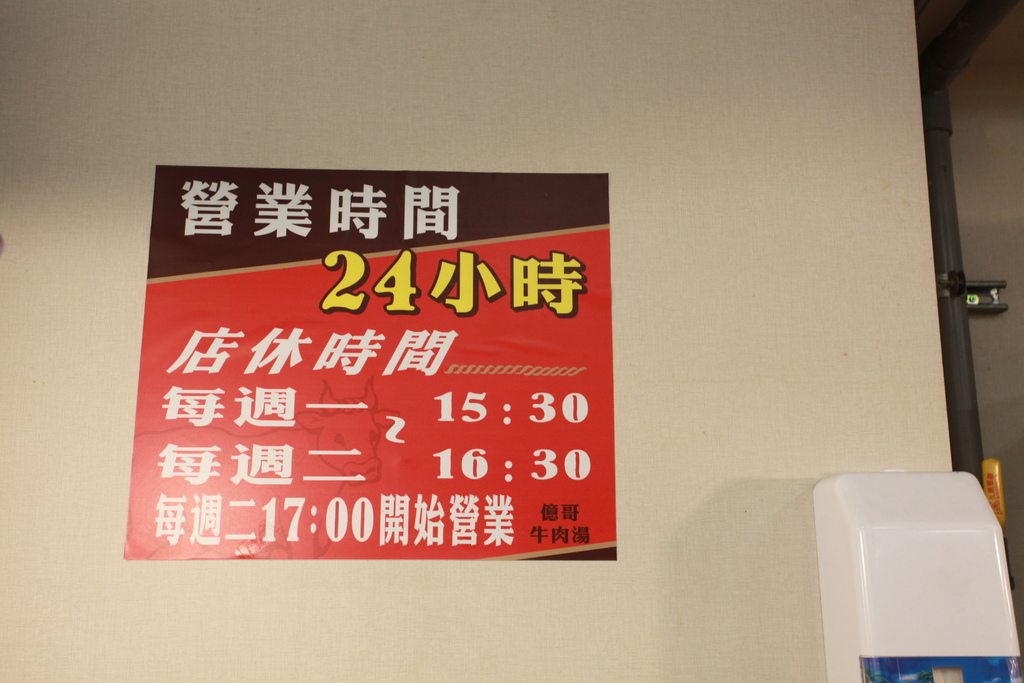 營業時間
24小時
店休時間
每週一 15:30
~
每週二 16:30
每週二17:00開始營業
億哥
牛肉湯